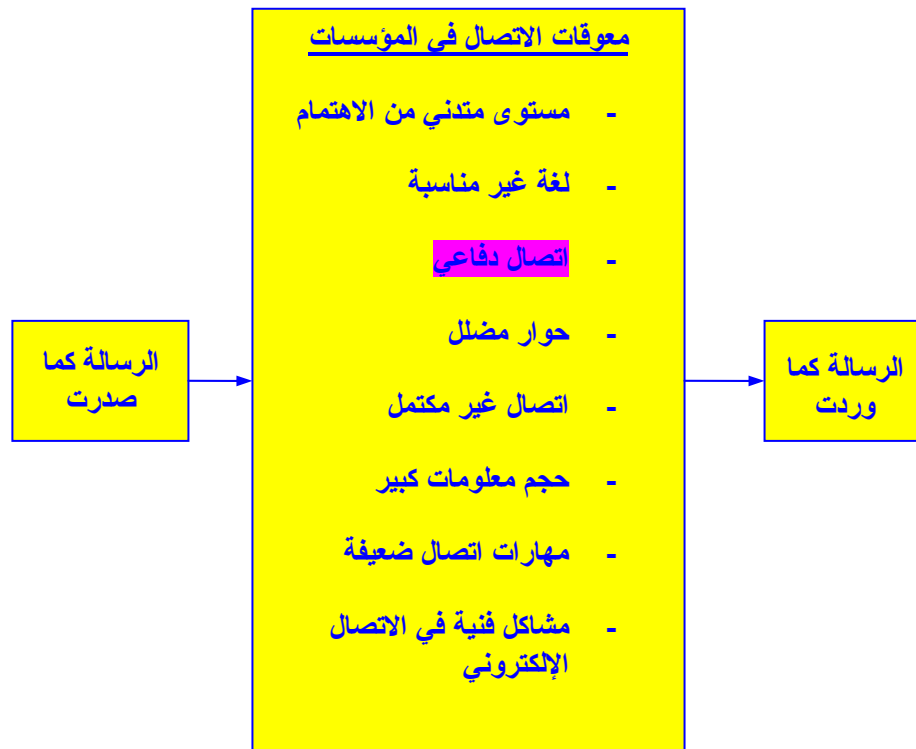 معوقات الاتصال في المؤسسات
- مستوى متدني من الاهتمام
- لغة غير مناسبة
- اتصال دفاعي
- حوار مضلل
- اتصال غير مكتمل
- حجم معلومات كبير
- مهارات اتصال ضعيفة
- مشاكل فنية في الاتصال
الإلكتروني
الرسالة كما
وردت
الرسالة كما
صدرت